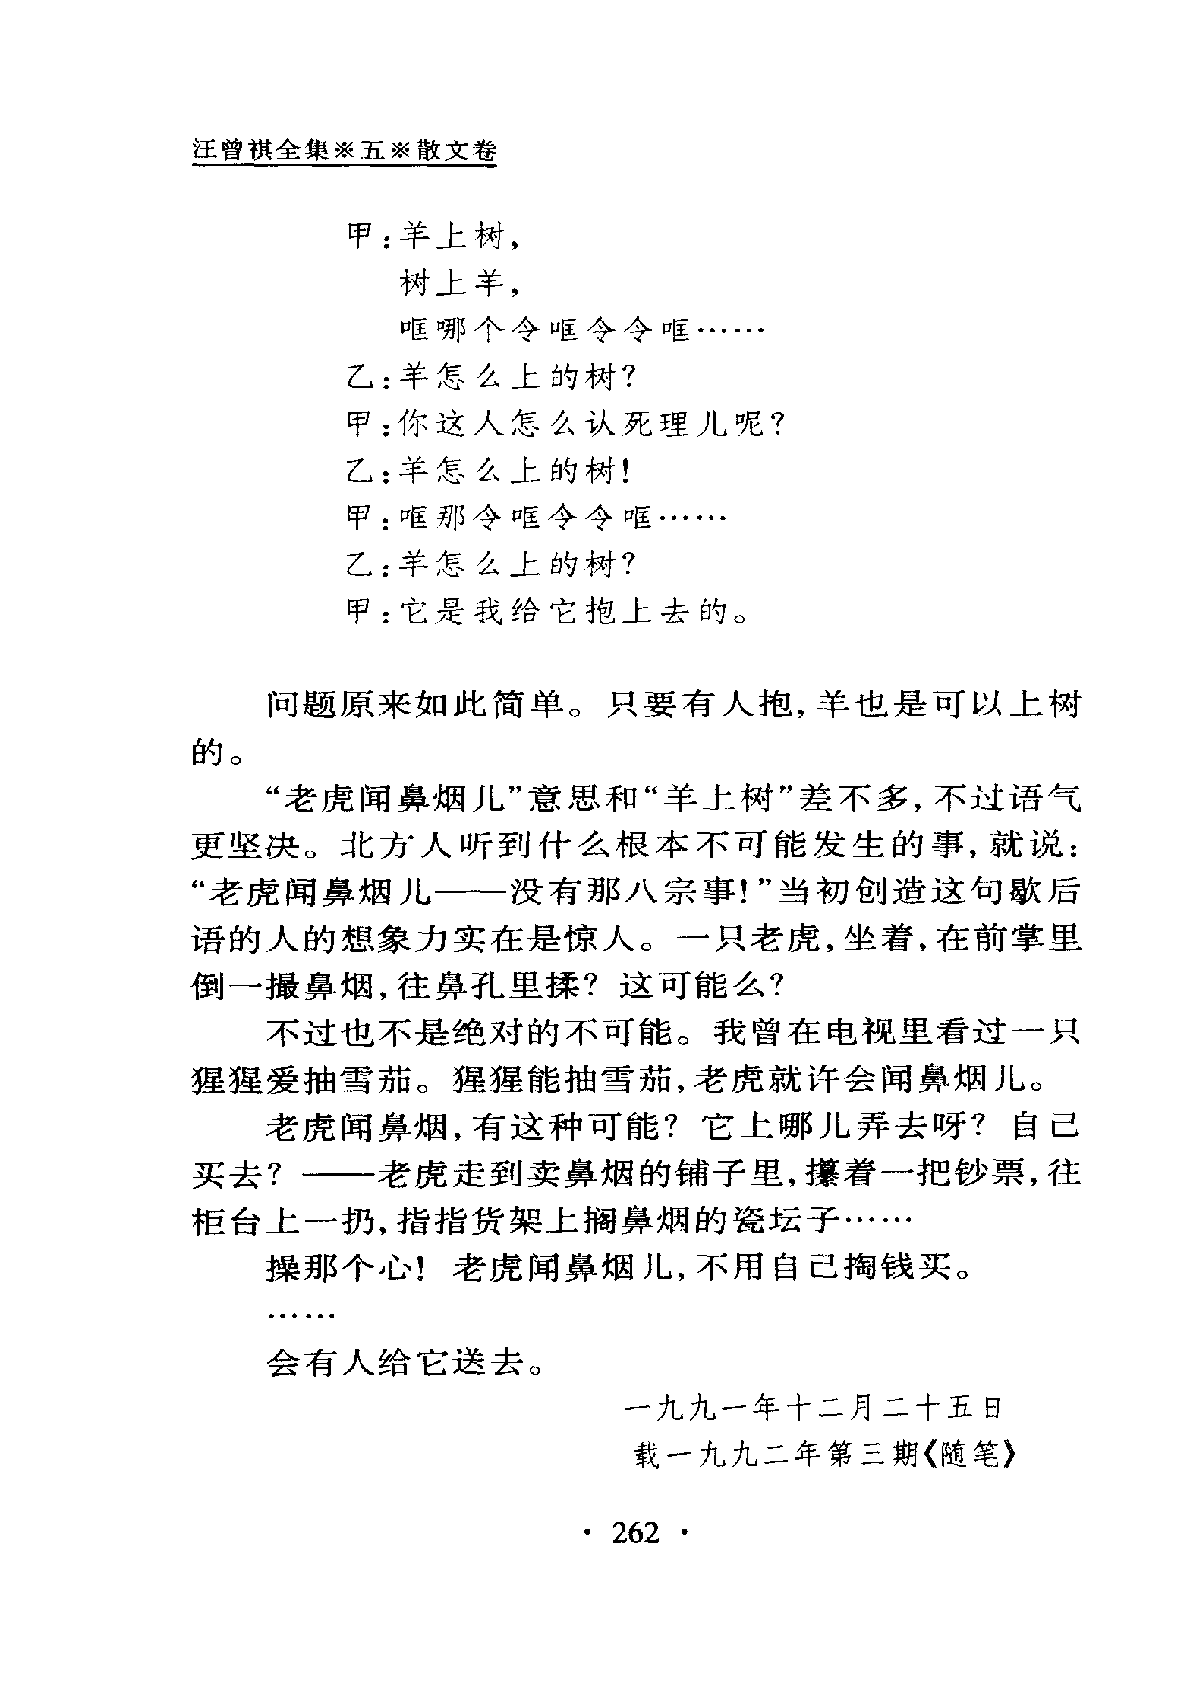 汪曾祺全集※五※散文卷
甲:羊上树,
树上羊,
哐哪个令哐令令哐……
乙:羊怎么上的树?
甲:你这人怎么认死理儿呢?
乙:羊怎么上的树!
甲:哐那令哐令令哐……
乙:羊怎么上的树?
甲:它是我给它抱上去的。
问题原来如此简单。只要有人抱,羊也是可以上树
的。
“老虎闻鼻烟儿”意思和“羊上树”差不多,不过语气
更坚决。北方人听到什么根本不可能发生的事,就说:
“老虎闻鼻烟儿——没有那八宗事!”当初创造这句歇后
语的人的想象力实在是惊人。一只老虎,坐着,在前掌里
倒一撮鼻烟,往鼻孔里揉?这可能么?
不过也不是绝对的不可能。我曾在电视里看过一只
猩猩爱抽雪茄。猩猩能抽雪茄,老虎就许会闻鼻烟儿。
老虎闻鼻烟,有这种可能?它上哪儿弄去呀?自己
买去?——老虎走到卖鼻烟的铺子里,攥着一把钞票,往
柜台上一扔,指指货架上搁鼻烟的瓷坛子……
操那个心!老虎闻鼻烟儿,不用自己掏钱买。
……
会有人给它送去。
一九九一年十二月二十五日
载一九九二年第三期《随笔》
· 262 ·